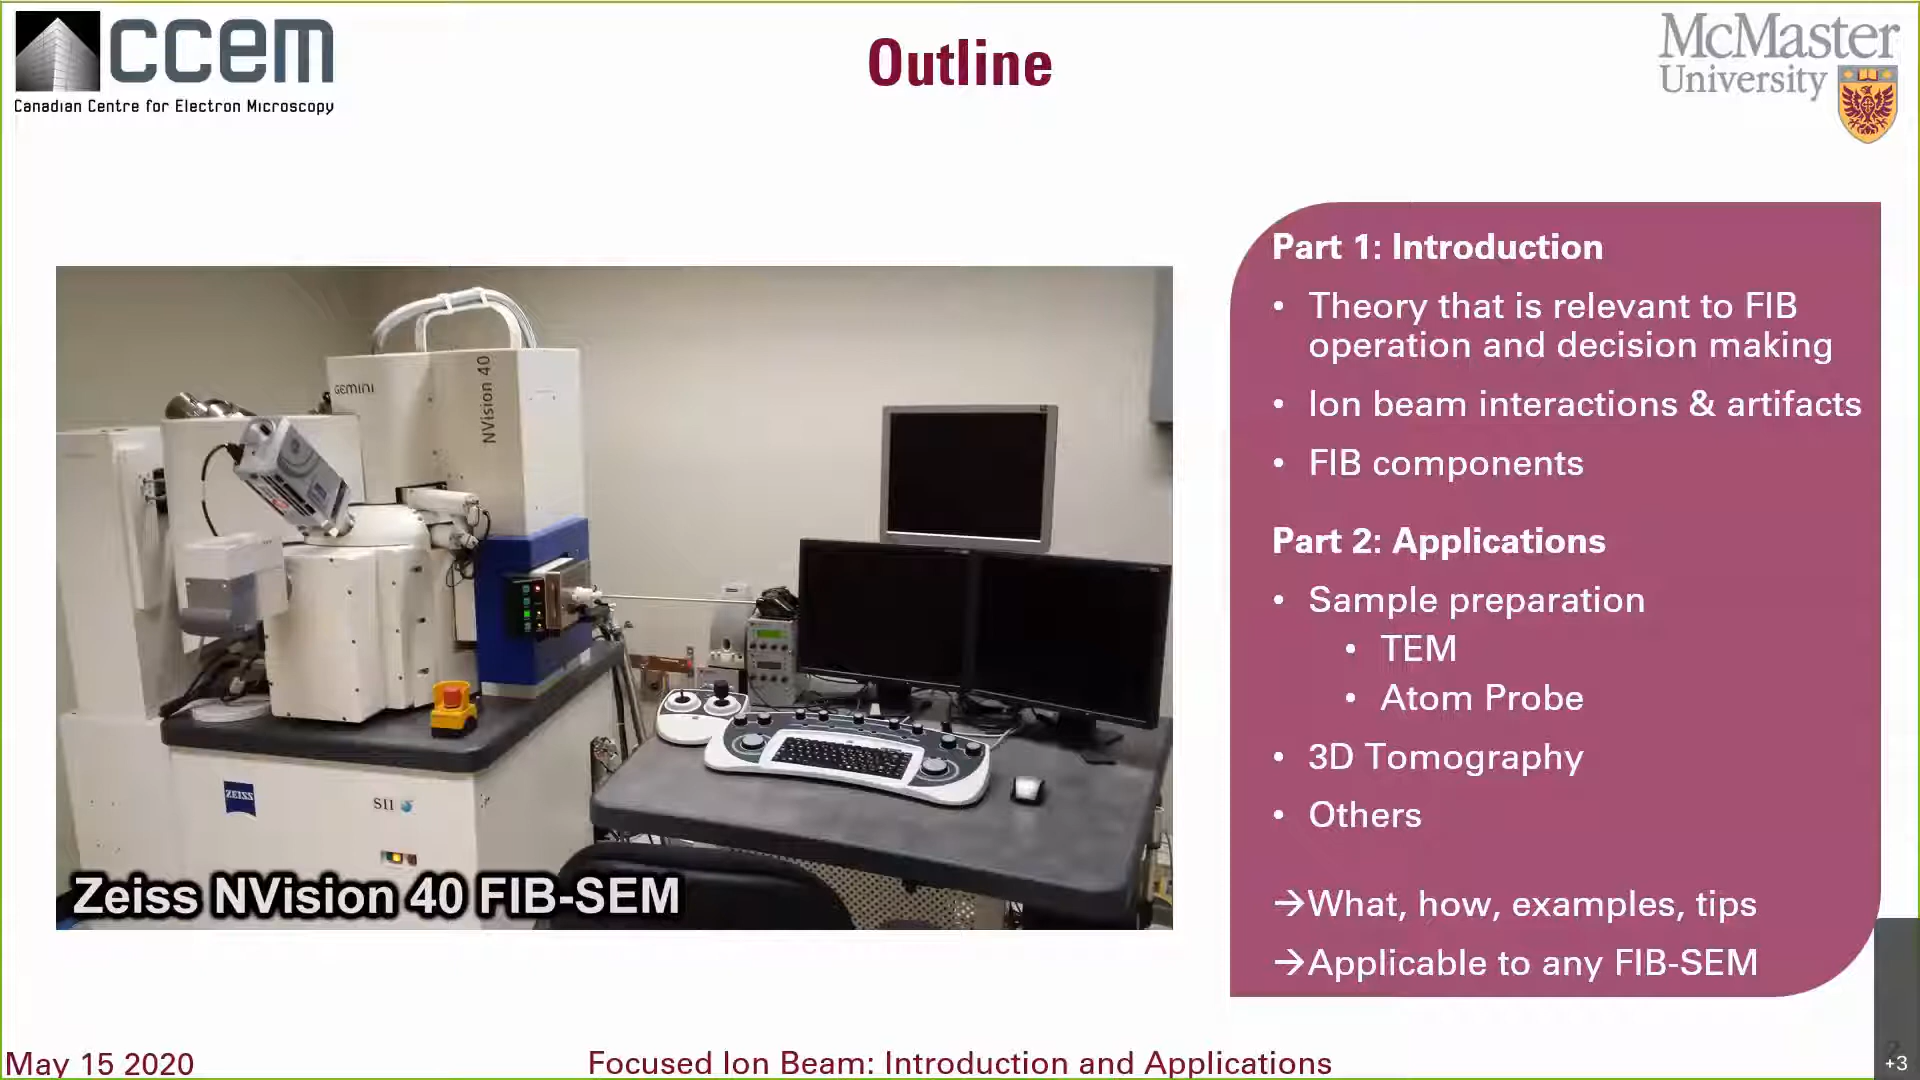 ccem
Canadian Centre for Electron Microscopy
Outline
McMaster
University
GEMINI
NVision 40
ZEISS
SII
Zeiss NVision 40 FIB-SEM
Part 1: Introduction
• Theory that is relevant to FIB
operation and decision making
• Ion beam interactions & artifacts
• FIB components
Part 2: Applications
• Sample preparation
• TEM
• Atom Probe
• 3D Tomography
• Others
→What, how, examples, tips
→Applicable to any FIB-SEM
May 15 2020
Focused Ion Beam: Introduction and Applications
2
+3